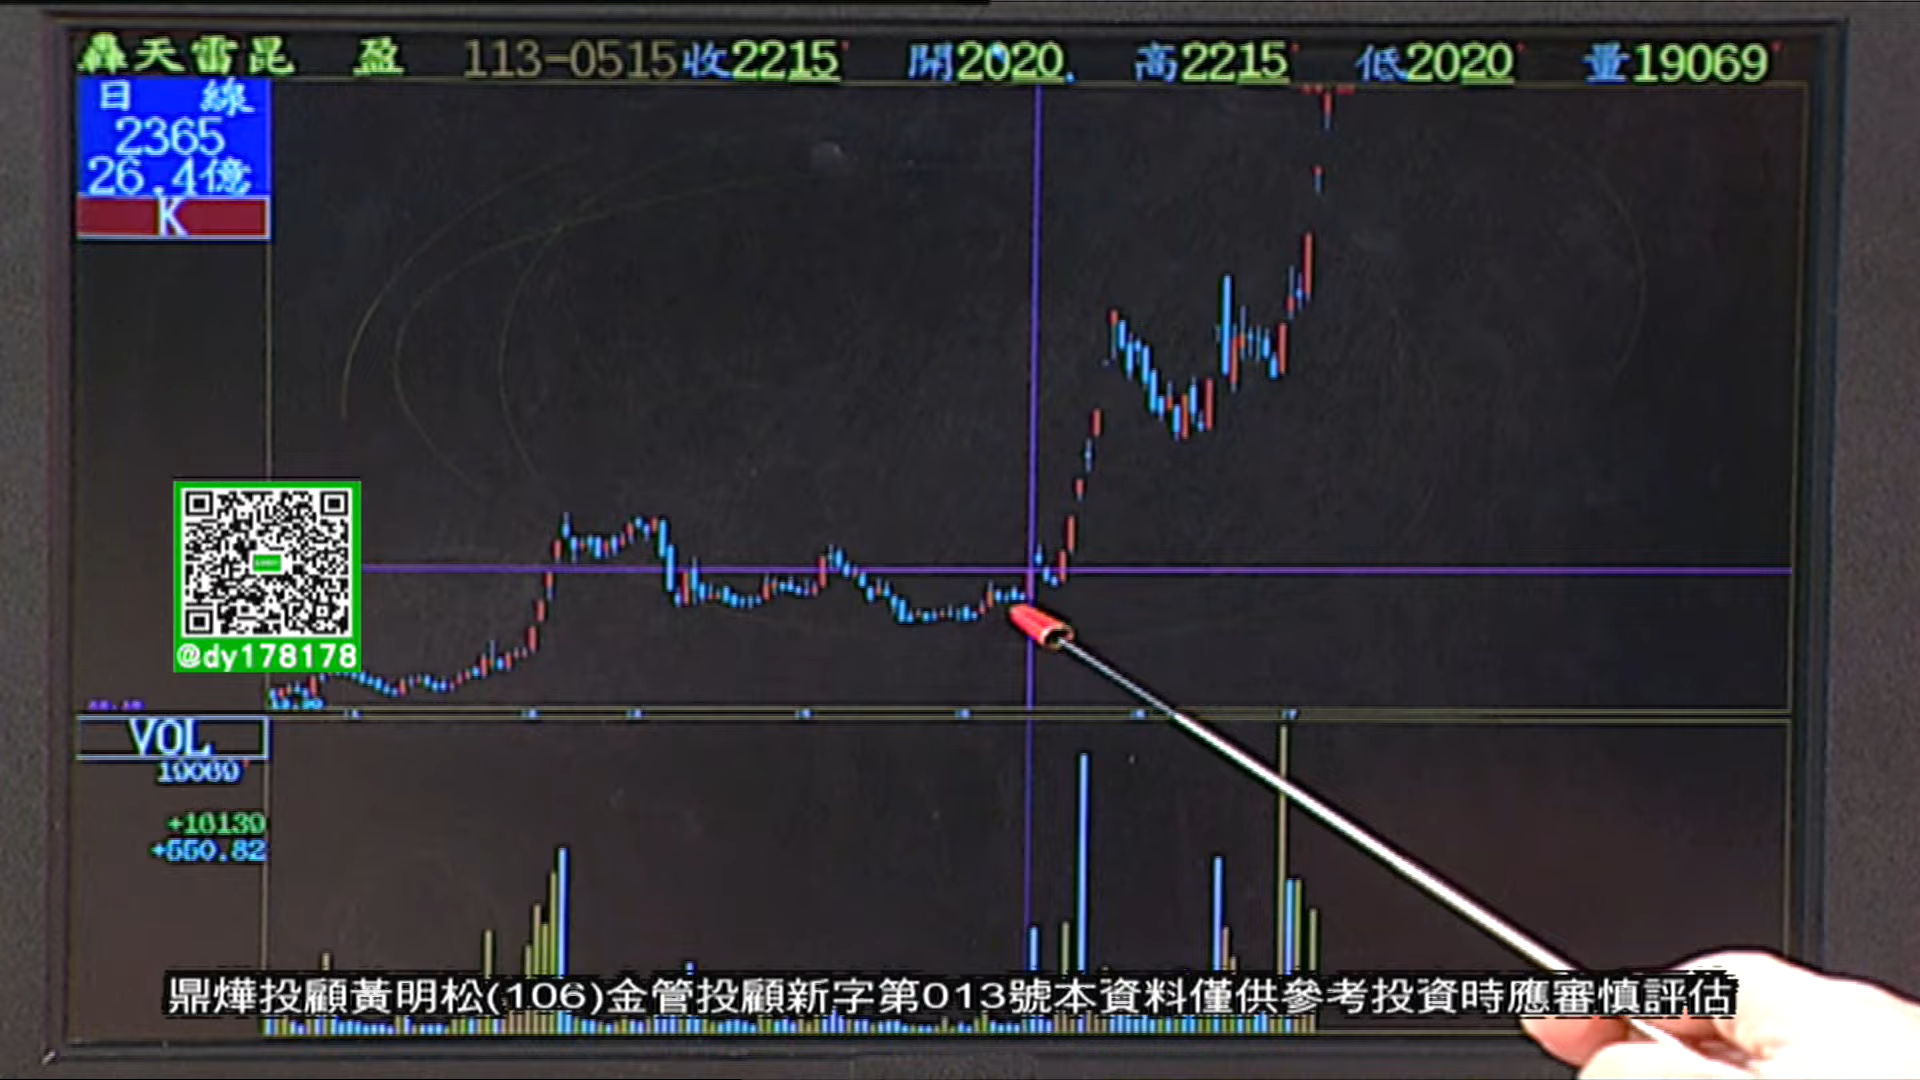 轟天雷昆 盈 113-0515收2215 開2020 高2215 低2020 量19069
日 線
2365
26.4億
K
@dy178178
VOL
19069
+550.82
鼎燁投顧黃明松(106)金管投顧新字第013號本資料僅供參考投資時應審慎評估